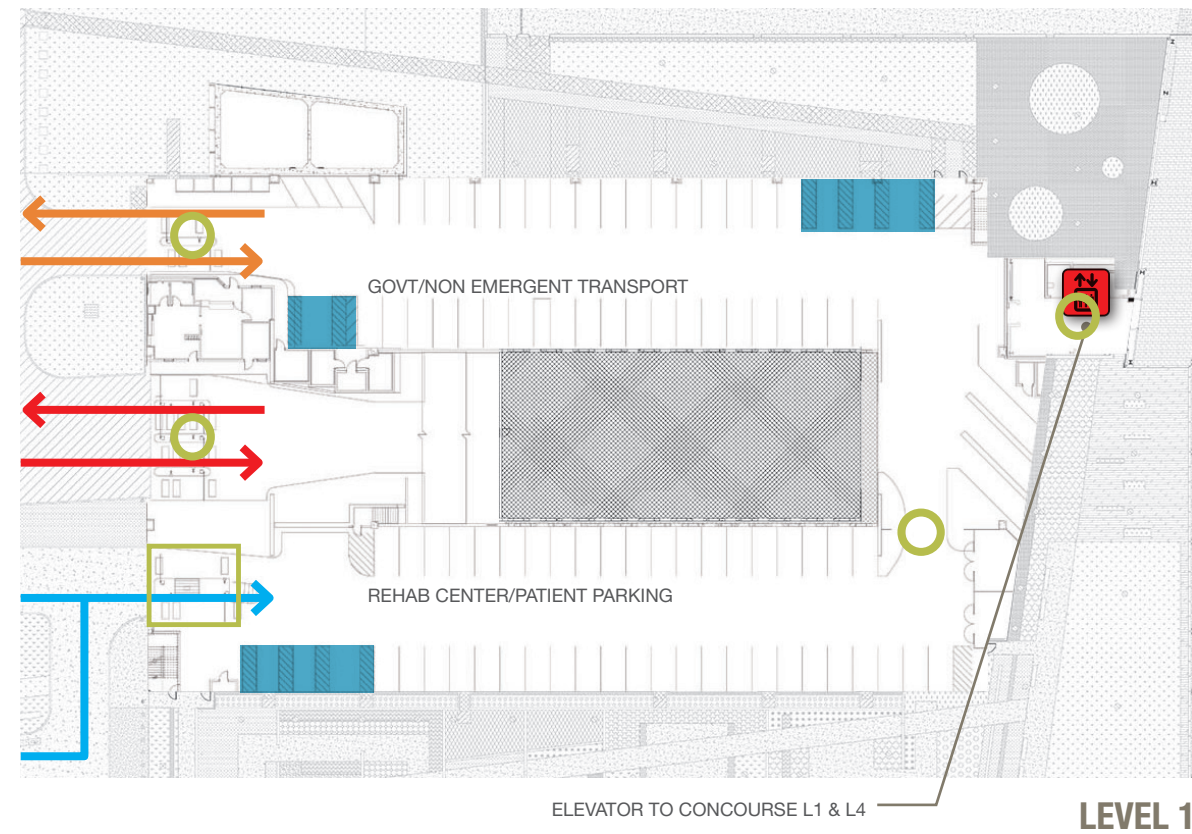 GOVT/NON EMERGENT TRANSPORT
REHAB CENTER/PATIENT PARKING
ELEVATOR TO CONCOURSE L1 & L4
LEVEL 1